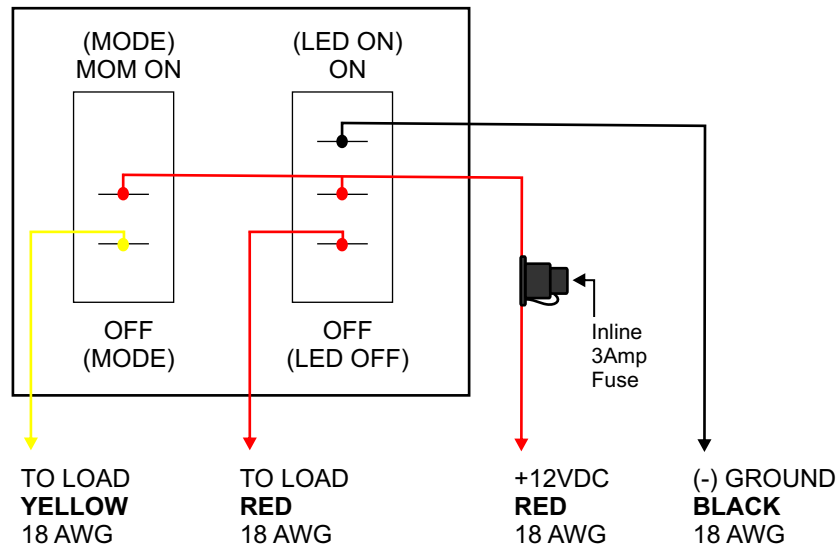 (MODE)
MOM ON
(LED ON)
ON
OFF
(MODE)
OFF
(LED OFF)
Inline
3Amp
Fuse
TO LOAD
YELLOW
18 AWG
TO LOAD
RED
18 AWG
+12VDC
RED
18 AWG
(-) GROUND
BLACK
18 AWG